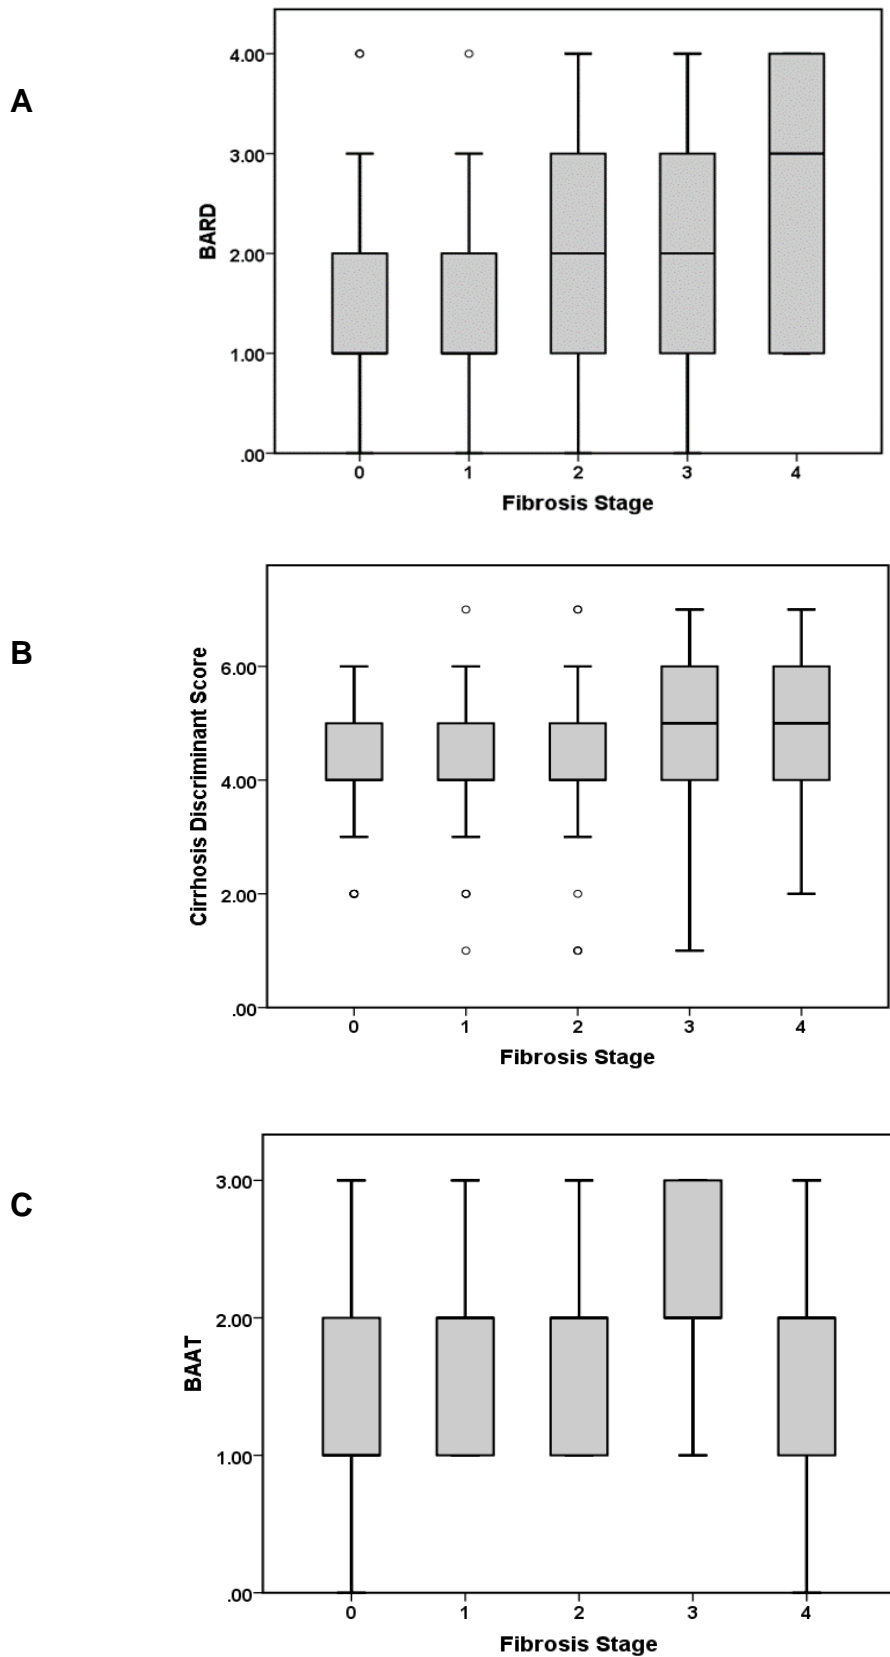 A
4.00
3.00
2.00
1.00
.00
BARD
0 1 2 3 4
Fibrosis Stage
B
6.00
4.00
2.00
.00
Cirrhosis Discriminant Score
0 1 2 3 4
Fibrosis Stage
C
3.00
2.00
1.00
.00
BAAT
0 1 2 3 4
Fibrosis Stage